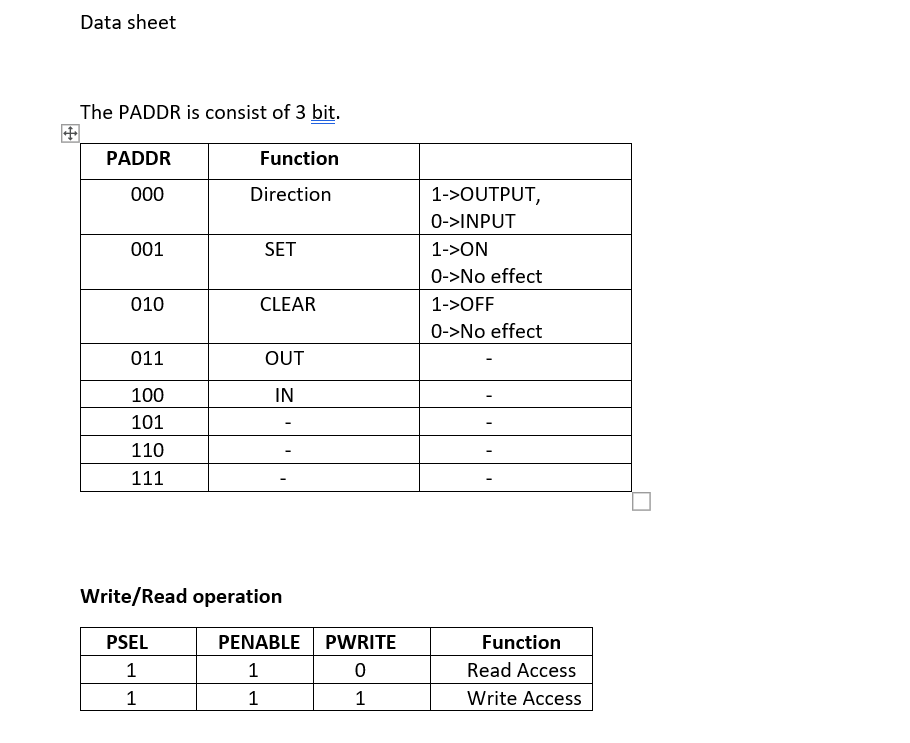 Data sheet
The PADDR is consist of 3 bit.
PADDR Function
000 Direction 1->OUTPUT,
0->INPUT
001 SET 1->ON
0->No effect
010 CLEAR 1->OFF
0->No effect
011 OUT -
100 IN -
101 - -
110 - -
111 - -
Write/Read operation
PSEL PENABLE PWRITE Function
1 1 0 Read Access
1 1 1 Write Access